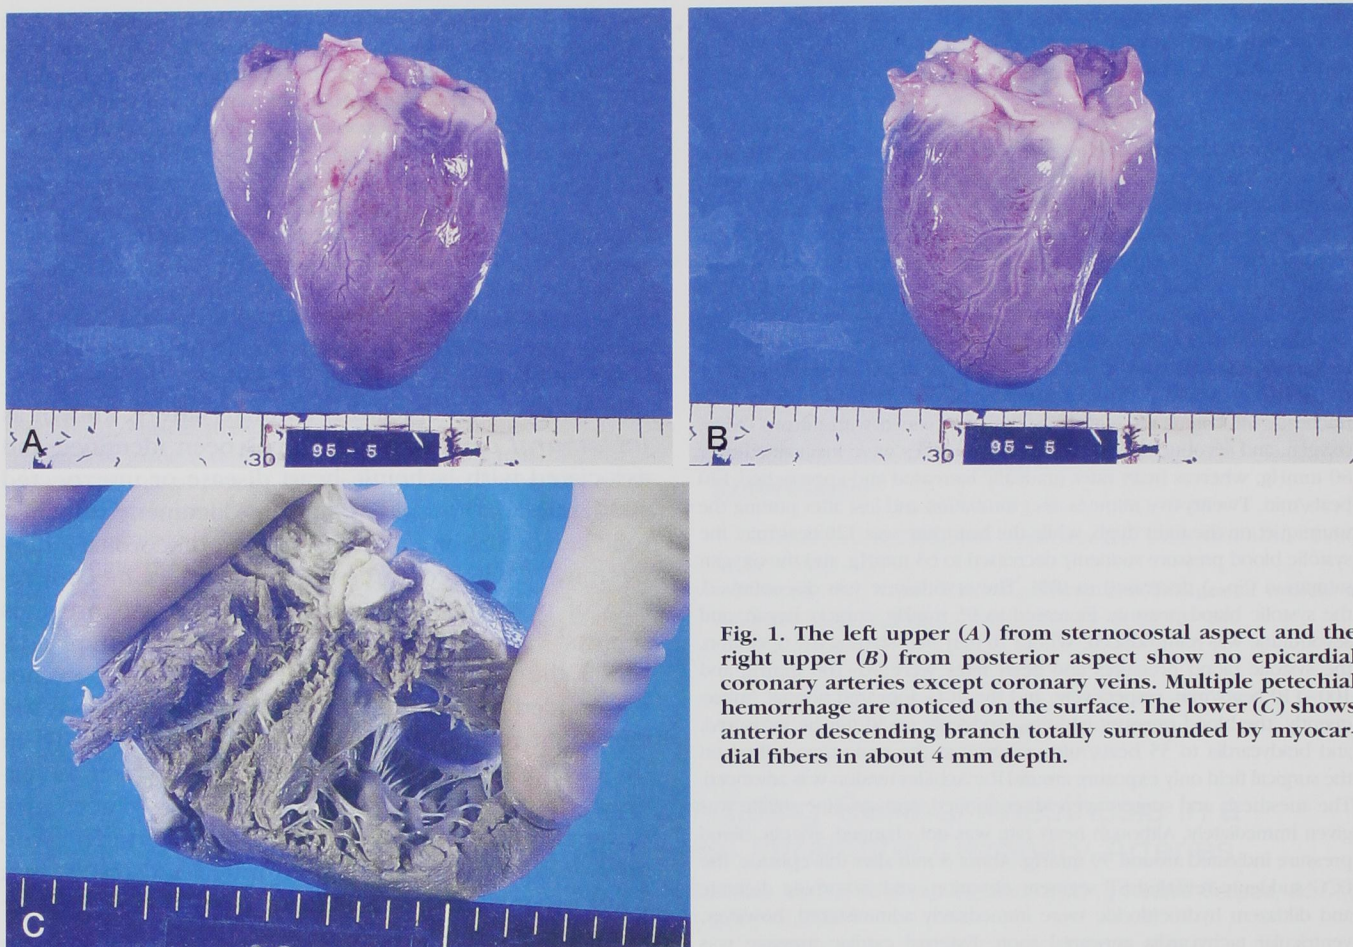 A
.30
95 - 5
B
.30
95 - 5
C
Fig. 1. The left upper (A) from sternocostal aspect and the
right upper (B) from posterior aspect show no epicardial
coronary arteries except coronary veins. Multiple petechial
hemorrhage are noticed on the surface. The lower (C) shows
anterior descending branch totally surrounded by myocar-
dial fibers in about 4 mm depth.